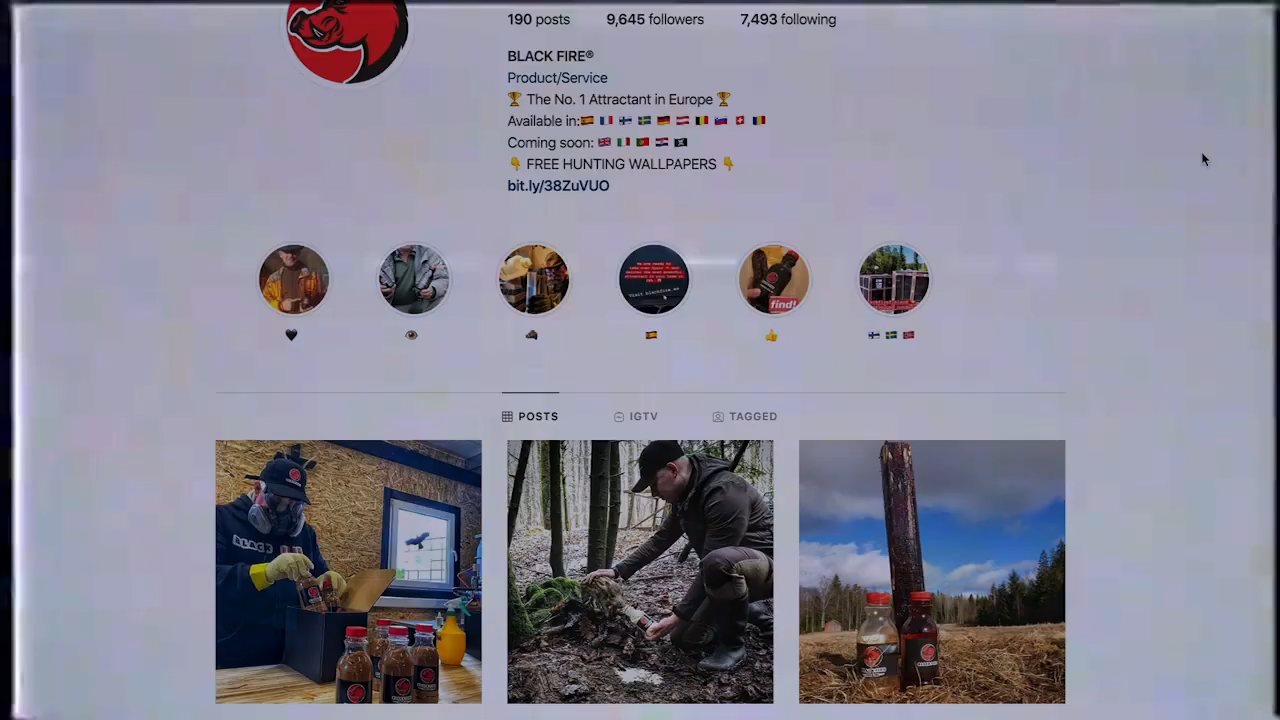 190 posts 9,645 followers 7,493 following
BLACK FIRE®
Product/Service
🏆 The No. 1 Attractant in Europe 🏆
Available in:🇪🇸 🇫🇷 🇫🇮 🇸🇪 🇩🇪 🇦🇹 🇧🇪 🇸🇮 🇨🇭 🇷🇴
Coming soon: 🇬🇧 🇮🇹 🇵🇹 🇭🇷 🏴‍☠️
👇 FREE HUNTING WALLPAPERS 👇
bit.ly/38ZuVUO
find!
POSTS IGTV TAGGED
BLACK